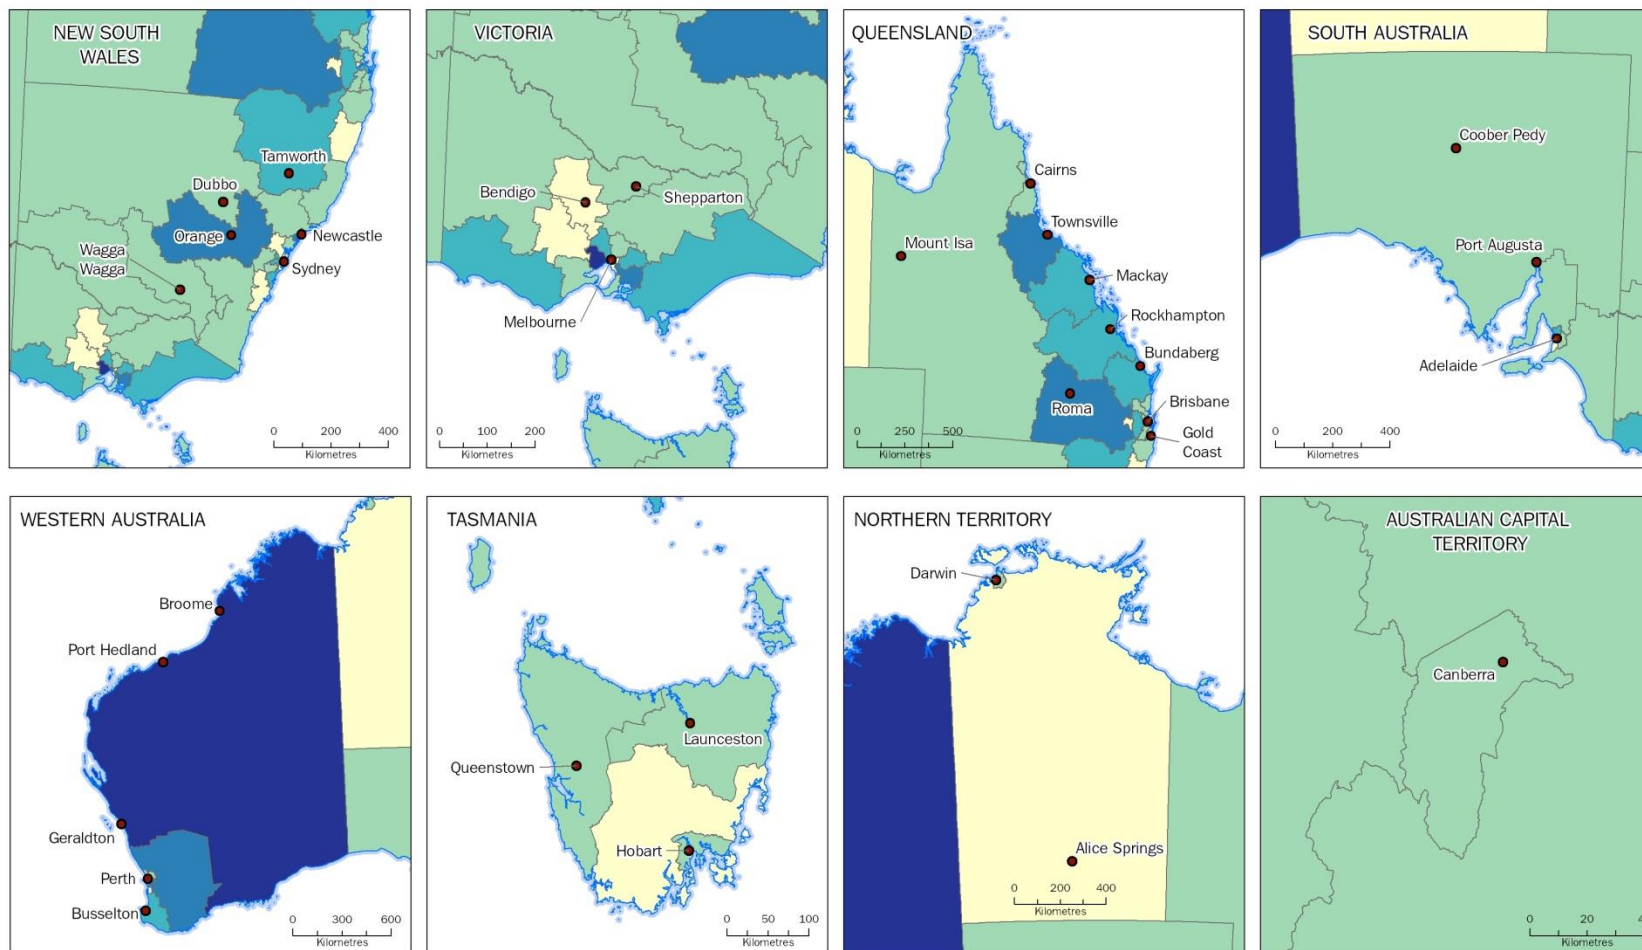 NEW SOUTH
WALES
Tamworth
Dubbo
Orange
Newcastle
Wagga
Wagga
Sydney
0 200 400
Kilometres
VICTORIA
Bendigo
Shepparton
Melbourne
0 100 200
Kilometres
QUEENSLAND
Cairns
Townsville
Mount Isa
Mackay
Rockhampton
Bundaberg
Roma
Brisbane
Gold
Coast
0 250 500
Kilometres
SOUTH AUSTRALIA
Coober Pedy
Port Augusta
Adelaide
0 200 400
Kilometres
WESTERN AUSTRALIA
Broome
Port Hedland
Geraldton
Perth
Busselton
0 300 600
Kilometres
TASMANIA
Launceston
Queenstown
Hobart
0 50 100
Kilometres
NORTHERN TERRITORY
Darwin
Alice Springs
0 200 400
Kilometres
AUSTRALIAN CAPITAL
TERRITORY
Canberra
0 20
Kilometres